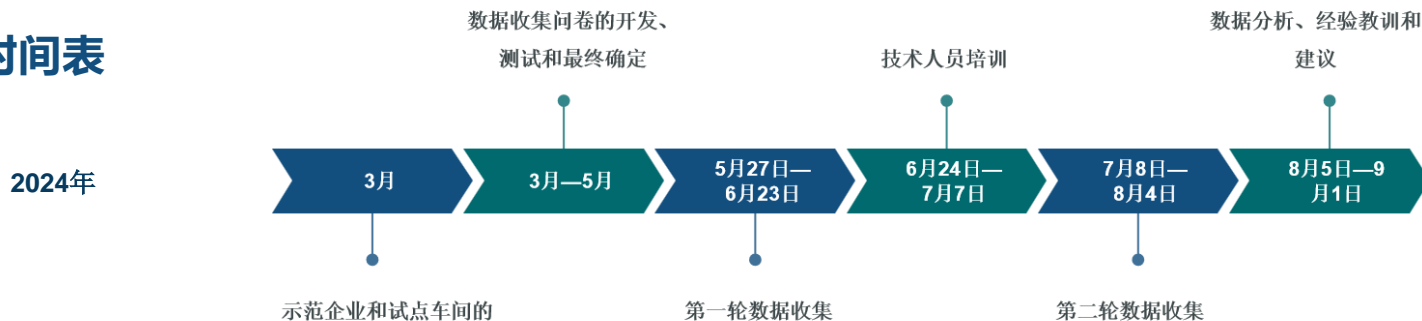 时间表
数据收集问卷的开发、
测试和最终确定
技术人员培训
数据分析、经验教训和
建议
2024年
3月
3月—5月
5月27日—
6月23日
6月24日—
7月7日
7月8日—
8月4日
8月5日—9
月1日
示范企业和试点车间的
第一轮数据收集
第二轮数据收集